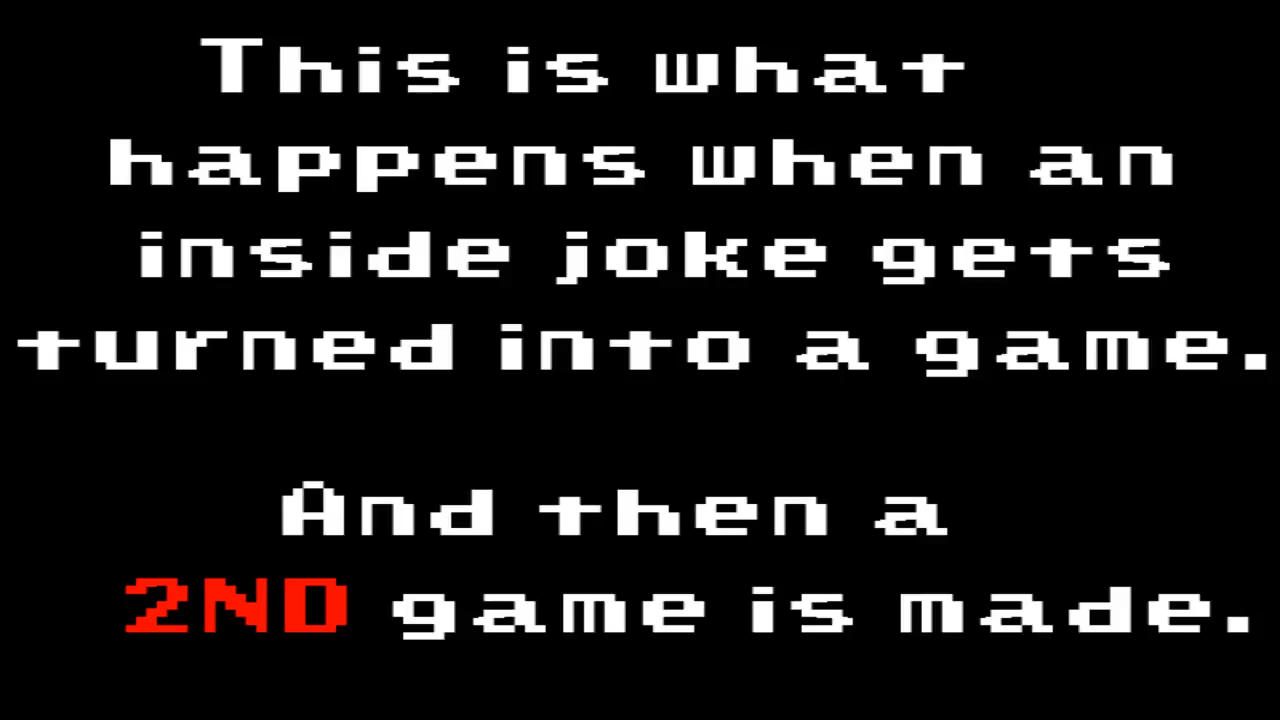 This is what
happens when an
inside joke gets
turned into a game.
And then a
2ND game is made.